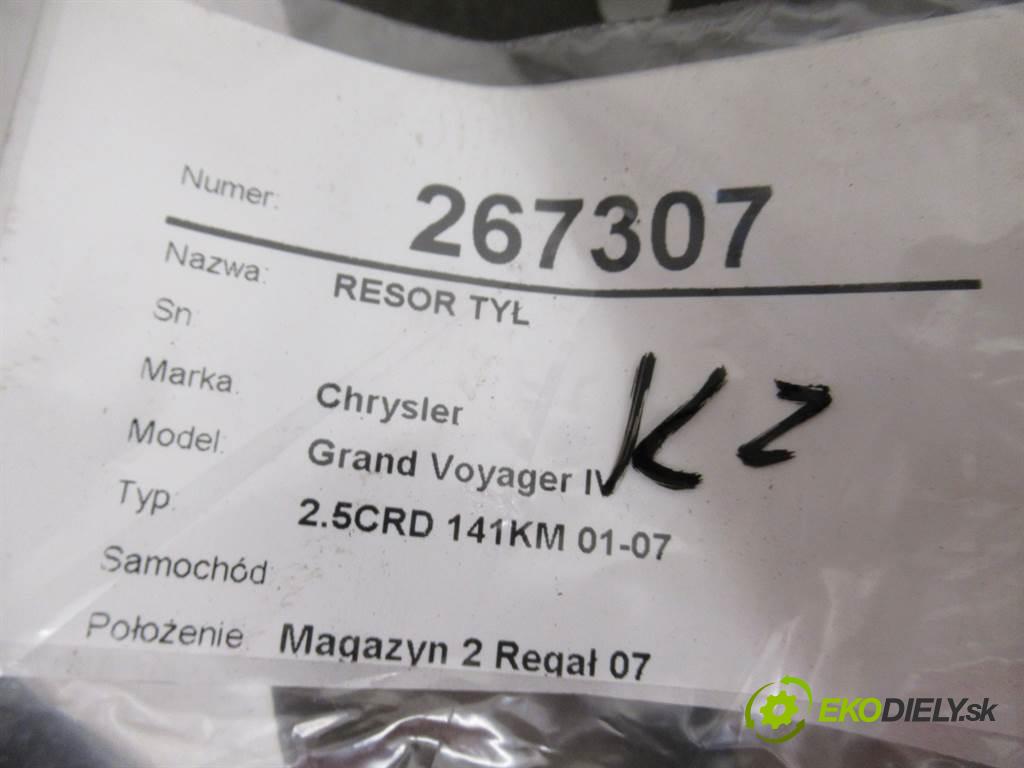 Numer: 267307
Nazwa: RESOR TYŁ
Sn
Marka: Chrysler
Model: Grand Voyager IV
KZ
Typ: 2.5CRD 141KM 01-07
Samochód
Położenie Magazyn 2 Regał 07
EKODIELY.sk